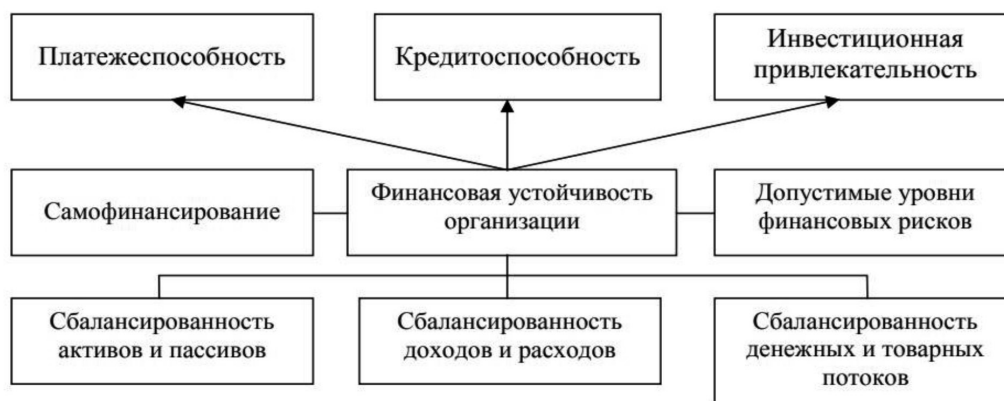 Платежеспособность
Кредитоспособность
Инвестиционная
привлекательность
Самофинансирование
Финансовая устойчивость
организации
Допустимые уровни
финансовых рисков
Сбалансированность
активов и пассивов
Сбалансированность
доходов и расходов
Сбалансированность
денежных и товарных
потоков